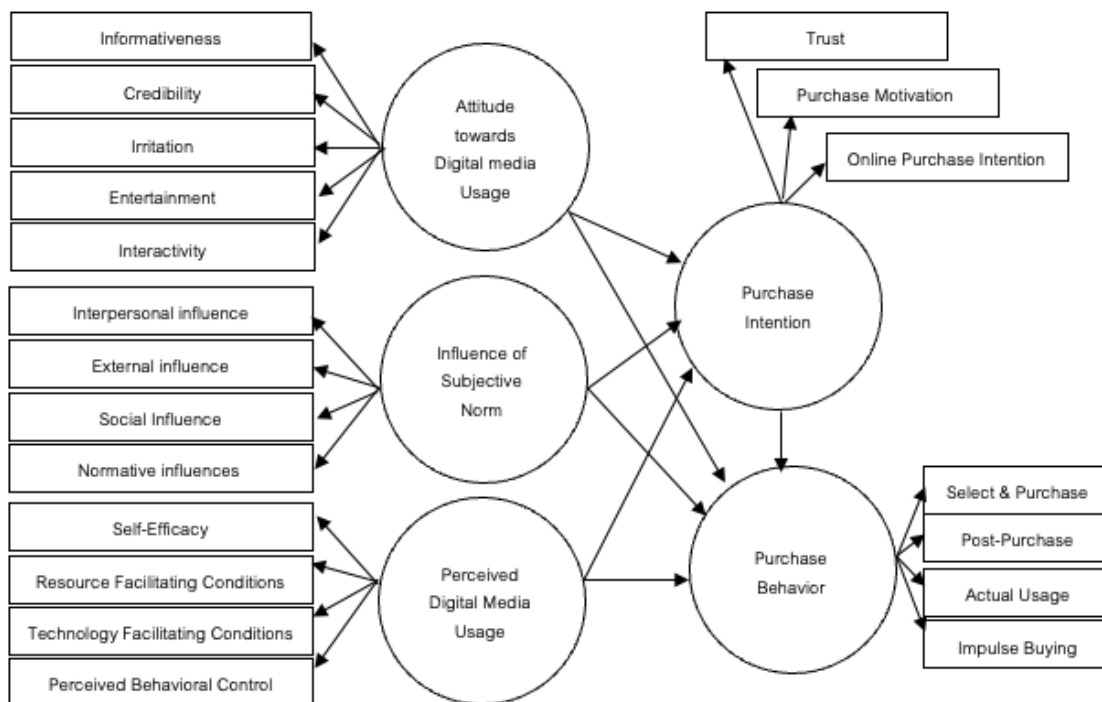 Informativeness
Credibility
Irritation
Entertainment
Interactivity
Interpersonal influence
External influence
Social Influence
Normative influences
Self-Efficacy
Resource Facilitating Conditions
Technology Facilitating Conditions
Perceived Behavioral Control
Attitude
towards
Digital media
Usage
Influence of
Subjective
Norm
Perceived
Digital Media
Usage
Trust
Purchase Motivation
Online Purchase Intention
Purchase
Intention
Purchase
Behavior
Select & Purchase
Post-Purchase
Actual Usage
Impulse Buying